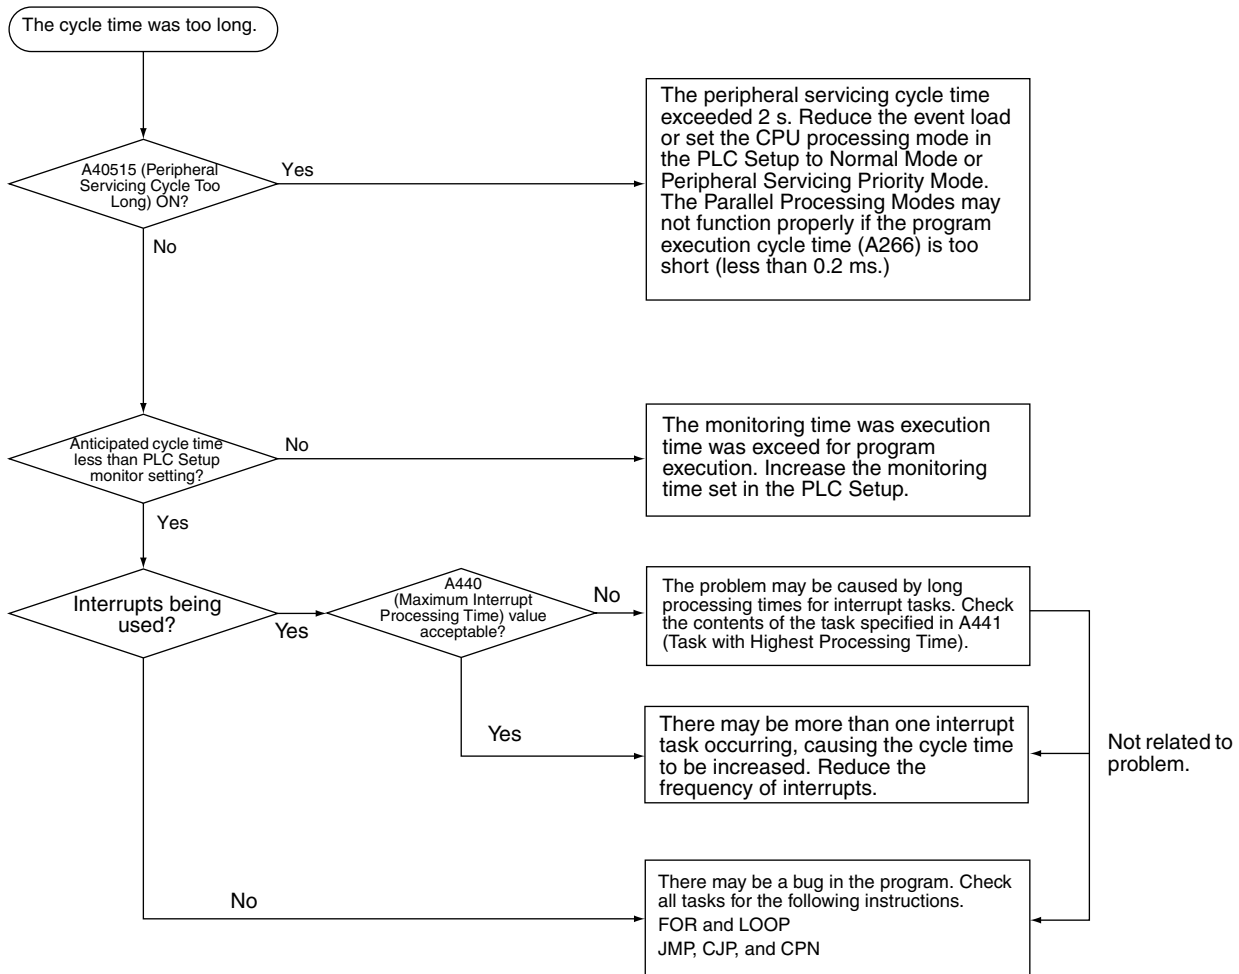 The cycle time was too long.
A40515 (Peripheral
Servicing Cycle Too
Long) ON?
Yes
The peripheral servicing cycle time
exceeded 2 s. Reduce the event load
or set the CPU processing mode in
the PLC Setup to Normal Mode or
Peripheral Servicing Priority Mode.
The Parallel Processing Modes may
not function properly if the program
execution cycle time (A266) is too
short (less than 0.2 ms.)
No
Anticipated cycle time
less than PLC Setup
monitor setting?
No
The monitoring time was execution
time was exceed for program
execution. Increase the monitoring
time set in the PLC Setup.
Yes
Interrupts being
used?
Yes
A440
(Maximum Interrupt
Processing Time) value
acceptable?
No
The problem may be caused by long
processing times for interrupt tasks. Check
the contents of the task specified in A441
(Task with Highest Processing Time).
Yes
There may be more than one interrupt
task occurring, causing the cycle time
to be increased. Reduce the
frequency of interrupts.
Not related to
problem.
No
There may be a bug in the program. Check
all tasks for the following instructions.
FOR and LOOP
JMP, CJP, and CPN